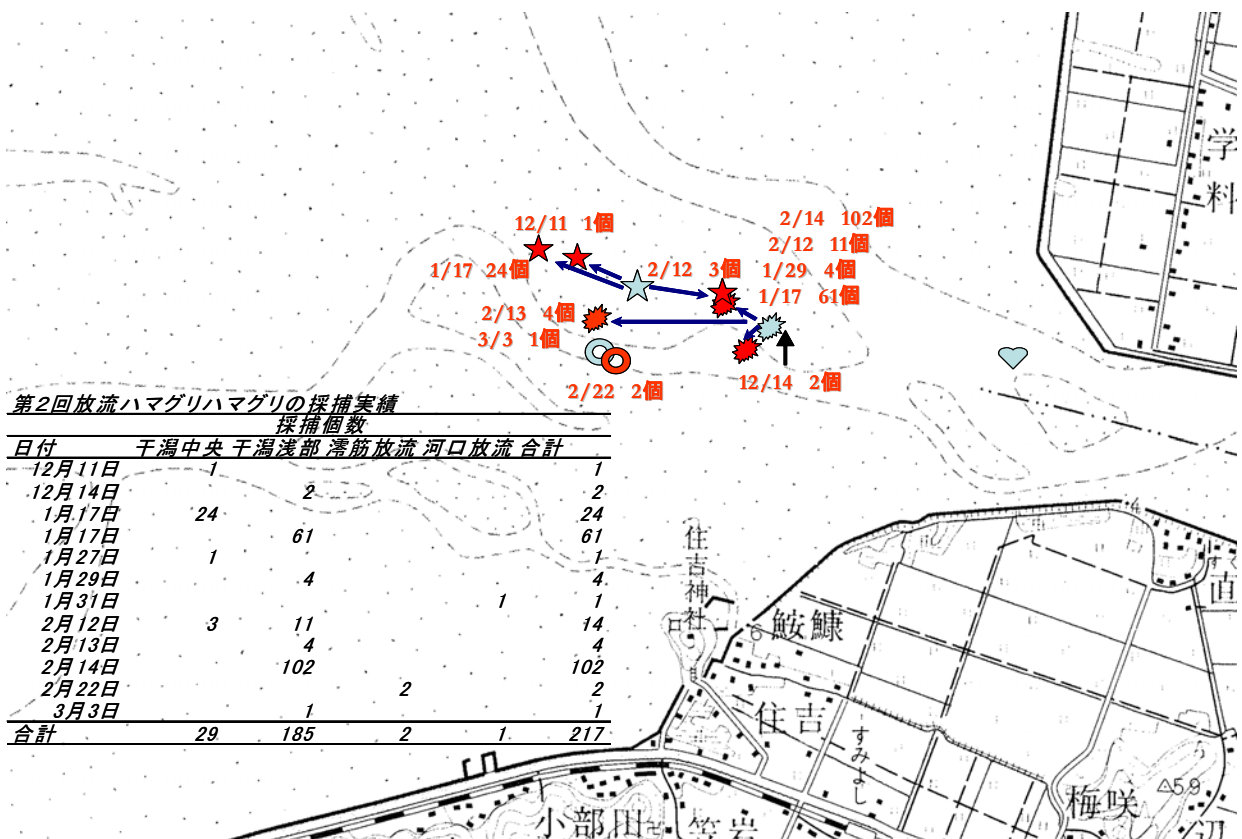 学
料
12/11 1個
2/14 102個
2/12 11個
1/17 24個
2/12 3個
1/29 4個
1/17 61個
2/13 4個
3/3 1個
12/14 2個
2/22 2個
第2回放流ハマグリハマグリの採捕実績
採捕個数
日付 干潟中央 干潟浅部 澪筋放流 河口放流 合計
12月11日 1 1
12月14日 2 2
1月17日 24 24
1月17日 61 61
1月27日 1 1
1月29日 4 4
1月31日 1 1
2月12日 3 11 14
2月13日 4 4
2月14日 102 102
2月22日 2 2
3月3日 1 1
合計 29 185 2 1 217
住吉神社
直
6
鮟鱇
住吉
すみよし
梅咲
59
小部田
笠岩